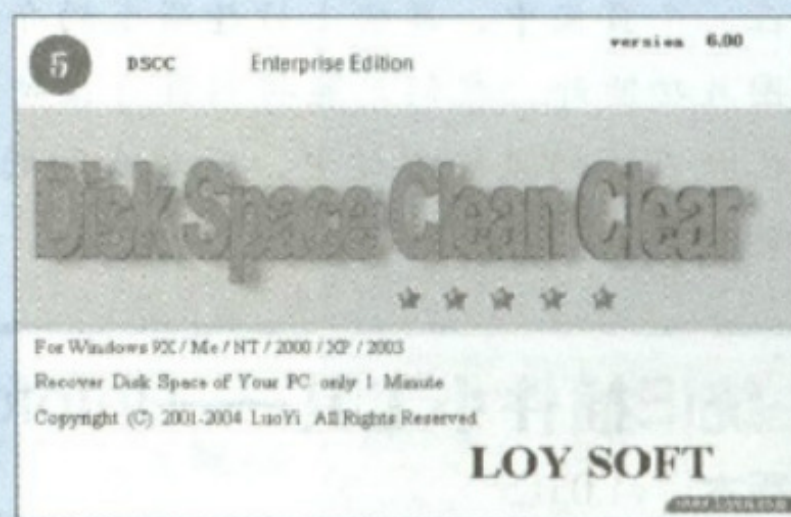 5 DSCC Enterprise Edition version 6.00
Disk Space Clean Clear
For Windows 9X / Me / NT / 2000 / XP / 2003
Recover Disk Space of Your PC only 1 Minute
Copyright (C) 2001-2004 LuoYi All Rights Reserved
LOY SOFT